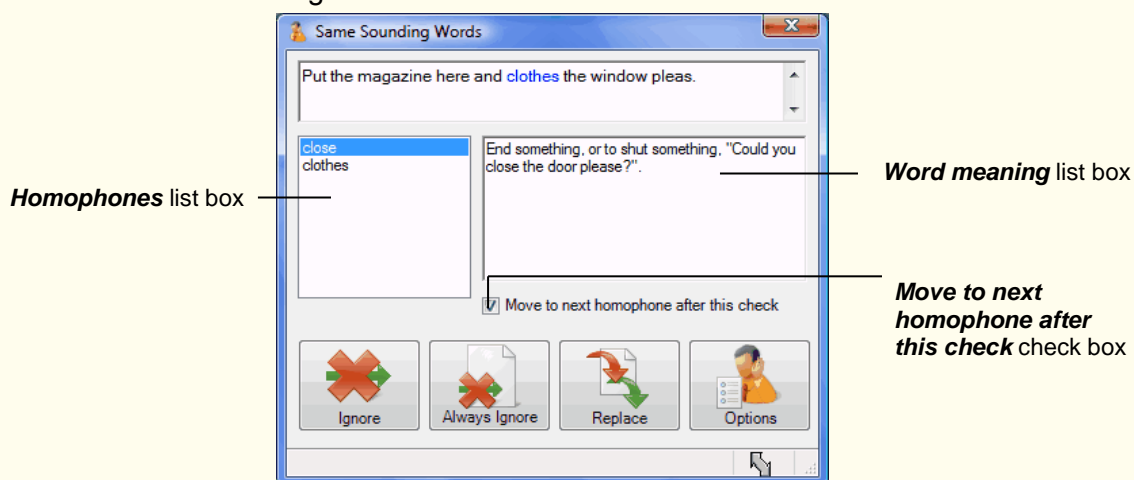 Same Sounding Words
Put the magazine here and clothes the window pleas.
close
clothes
End something, or to shut something, "Could you
close the door please?".
Homophones list box
Word meaning list box
Move to next homophone after this check
Move to next
homophone after
this check check box
Ignore
Always Ignore
Replace
Options